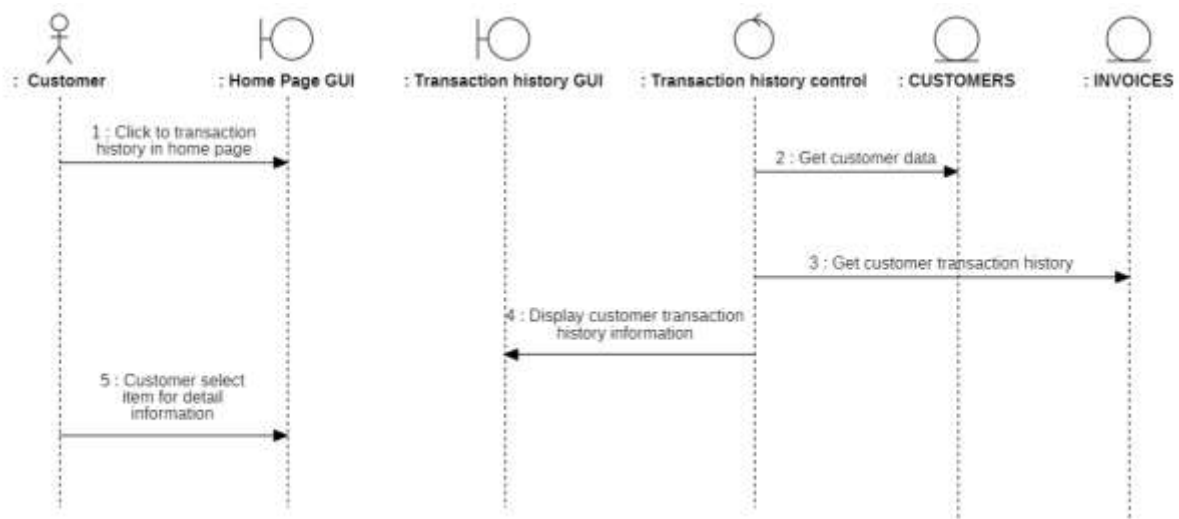 : Customer
: Home Page GUI
: Transaction history GUI
: Transaction history control
: CUSTOMERS
: INVOICES
1 : Click to transaction
history in home page
2 : Get customer data
3 : Get customer transaction history
4 : Display customer transaction
history information
5 : Customer select
item for detail
information